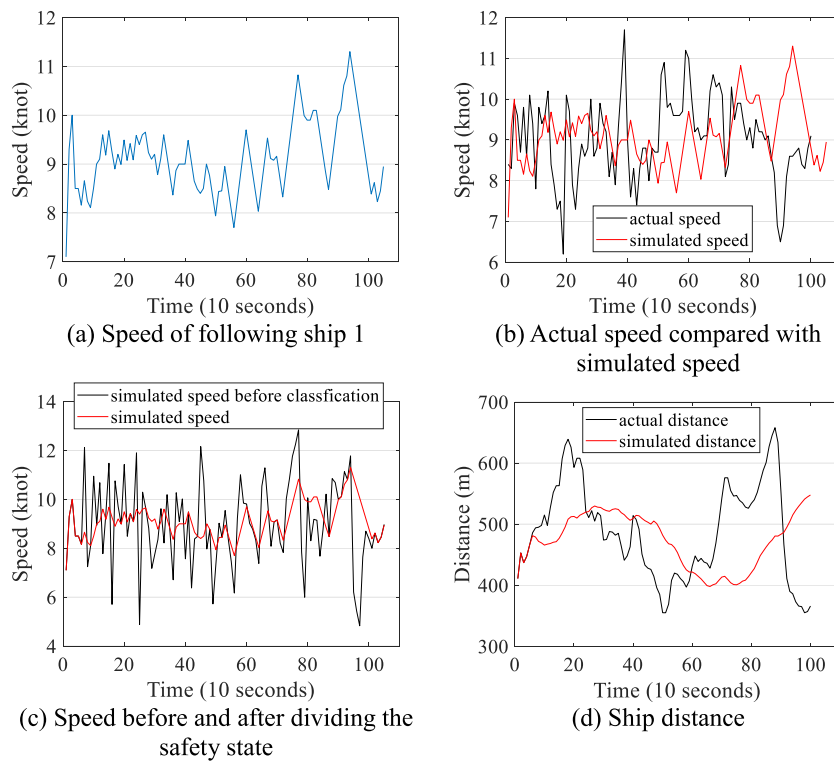 12
11
10
9
8
7
0
20
40
60
80
100
Speed (knot)
Time (10 seconds)
(a) Speed of following ship 1
12
11
10
9
8
7
6
0
20
40
60
80
100
Speed (knot)
actual speed
simulated speed
Time (10 seconds)
(b) Actual speed compared with
simulated speed
14
12
10
8
6
4
0
20
40
60
80
100
Speed (knot)
simulated speed before classfication
simulated speed
Time (10 seconds)
(c) Speed before and after dividing the
safety state
700
600
500
400
300
0
20
40
60
80
100
Distance (m)
actual distance
simulated distance
Time (10 seconds)
(d) Ship distance